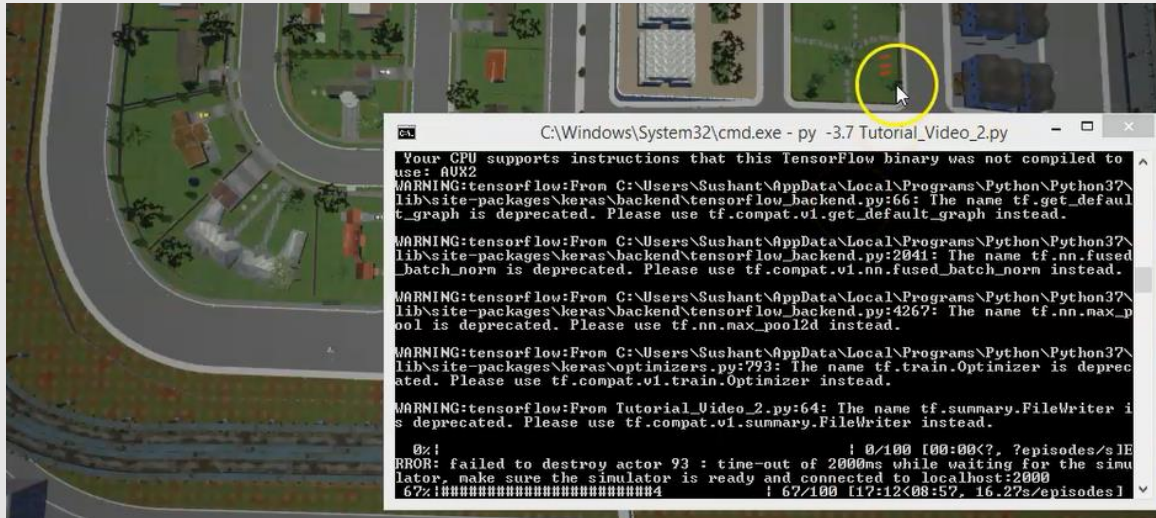 C:\Windows\System32\cmd.exe - py -3.7 Tutorial_Video_2.py
Your CPU supports instructions that this TensorFlow binary was not compiled to
use: AVX2
WARNING:tensorflow:From C:\Users\Sushant\AppData\Local\Programs\Python\Python37\
lib\site-packages\keras\backend\tensorflow_backend.py:66: The name tf.get_defaul
t_graph is deprecated. Please use tf.compat.v1.get_default_graph instead.
WARNING:tensorflow:From C:\Users\Sushant\AppData\Local\Programs\Python\Python37\
lib\site-packages\keras\backend\tensorflow_backend.py:2041: The name tf.nn.fused
_batch_norm is deprecated. Please use tf.compat.v1.nn.fused_batch_norm instead.
WARNING:tensorflow:From C:\Users\Sushant\AppData\Local\Programs\Python\Python37\
lib\site-packages\keras\backend\tensorflow_backend.py:4267: The name tf.nn.max_p
ool is deprecated. Please use tf.nn.max_pool2d instead.
WARNING:tensorflow:From C:\Users\Sushant\AppData\Local\Programs\Python\Python37\
lib\site-packages\keras\optimizers.py:793: The name tf.train.Optimizer is deprec
ated. Please use tf.compat.v1.train.Optimizer instead.
WARNING:tensorflow:From Tutorial_Video_2.py:64: The name tf.summary.FileWriter i
s deprecated. Please use tf.compat.v1.summary.FileWriter instead.
0%| | 0/100 [00:00<?, ?episodes/s]E
RROR: failed to destroy actor 93 : time-out of 2000ms while waiting for the simu
lator, make sure the simulator is ready and connected to localhost:2000
67%|##########################4 | 67/100 [17:12<08:57, 16.27s/episodes]